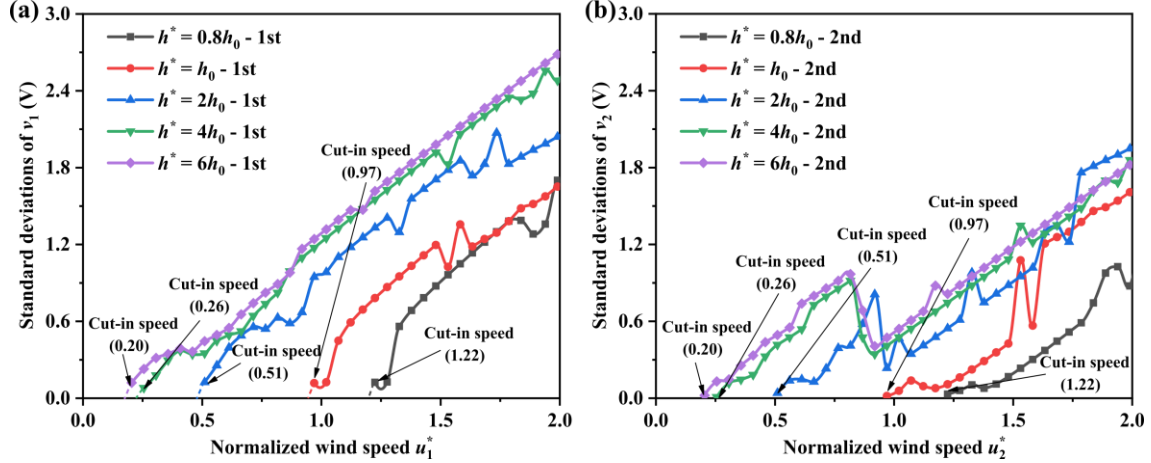 (a)
3.0
2.4
1.8
1.2
0.6
0.0
Standard deviations of v₁ (V)
h* = 0.8h₀ - 1st
h* = h₀ - 1st
h* = 2h₀ - 1st
h* = 4h₀ - 1st
h* = 6h₀ - 1st
Cut-in speed
(0.97)
Cut-in speed
(0.26)
Cut-in speed
(0.20)
Cut-in speed
(0.51)
Cut-in speed
(1.22)
0.0 0.5 1.0 1.5 2.0
Normalized wind speed u₁*
(b)
3.0
2.4
1.8
1.2
0.6
0.0
Standard deviations of v₂ (V)
h* = 0.8h₀ - 2nd
h* = h₀ - 2nd
h* = 2h₀ - 2nd
h* = 4h₀ - 2nd
h* = 6h₀ - 2nd
Cut-in speed
(0.97)
Cut-in speed
(0.51)
Cut-in speed
(0.26)
Cut-in speed
(0.20)
Cut-in speed
(1.22)
0.0 0.5 1.0 1.5 2.0
Normalized wind speed u₂*